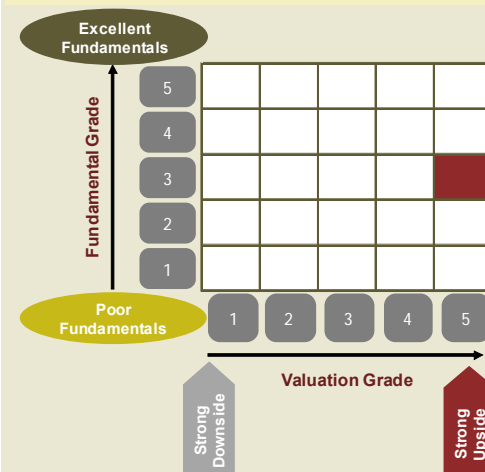 Excellent
Fundamentals
Fundamental Grade
5
4
3
2
1
Poor
Fundamentals
1
2
3
4
5
Valuation Grade
Strong
Downside
Strong
Upside